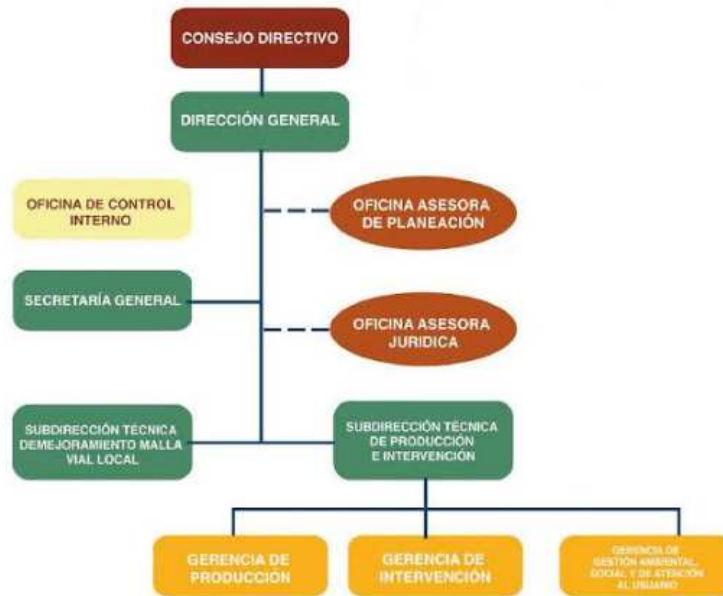 CONSEJO DIRECTIVO
DIRECCIÓN GENERAL
OFICINA DE CONTROL
INTERNO
OFICINA ASESORA
DE PLANEACIÓN
SECRETARÍA GENERAL
OFICINA ASESORA
JURIDICA
SUBDIRECCIÓN TÉCNICA
DEMEJORAMIENTO MALLA
VIAL LOCAL
SUBDIRECCIÓN TÉCNICA
DE PRODUCCIÓN
E INTERVENCIÓN
GERENCIA DE
PRODUCCIÓN
GERENCIA DE
INTERVENCIÓN
GERENCIA DE
GESTIÓN AMBIENTAL,
SOCIAL Y DE ATENCIÓN
AL USUARIO